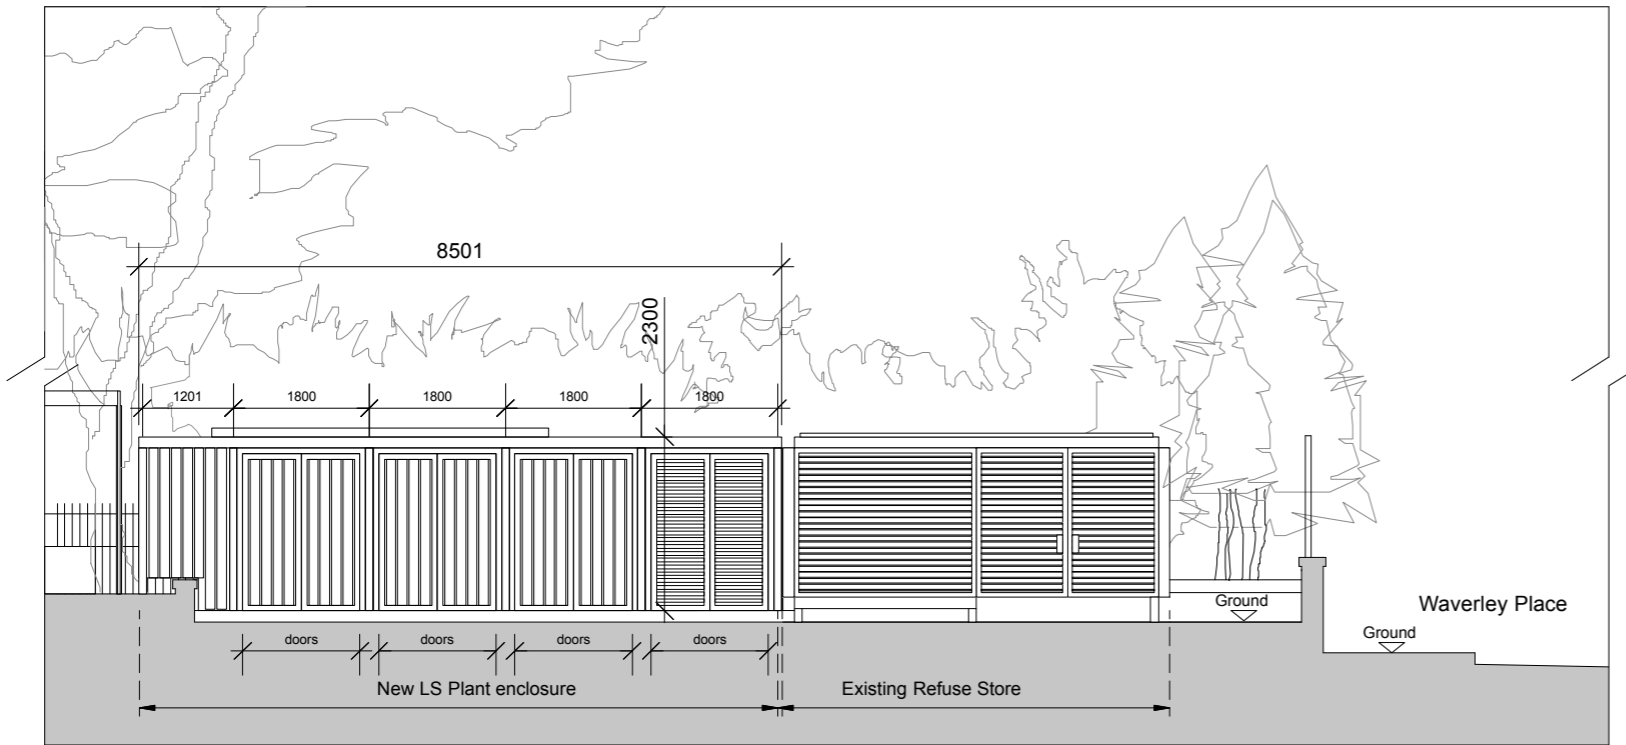 8501
2300
1201
1800
1800
1800
1800
Ground
Waverley Place
Ground
doors
doors
doors
doors
New LS Plant enclosure
Existing Refuse Store